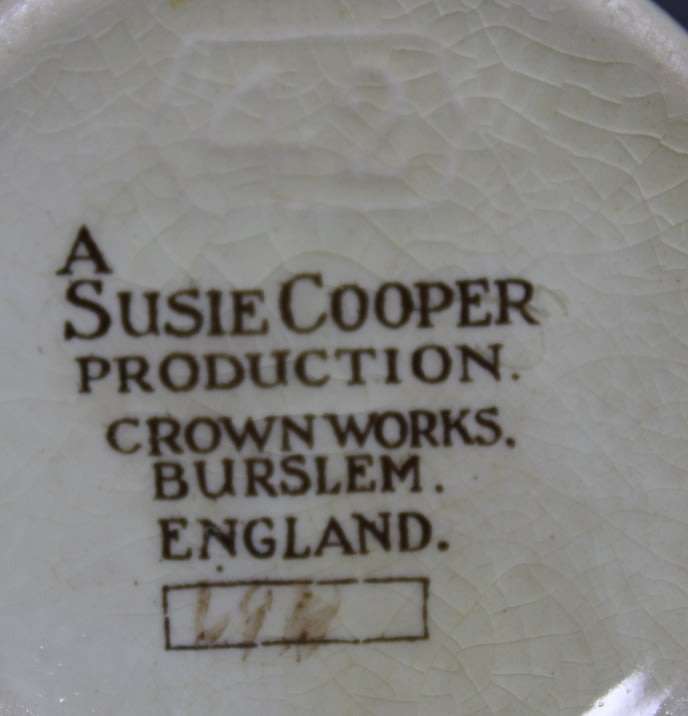 A
SUSIE COOPER
PRODUCTION.
CROWN WORKS.
BURSLEM.
ENGLAND.